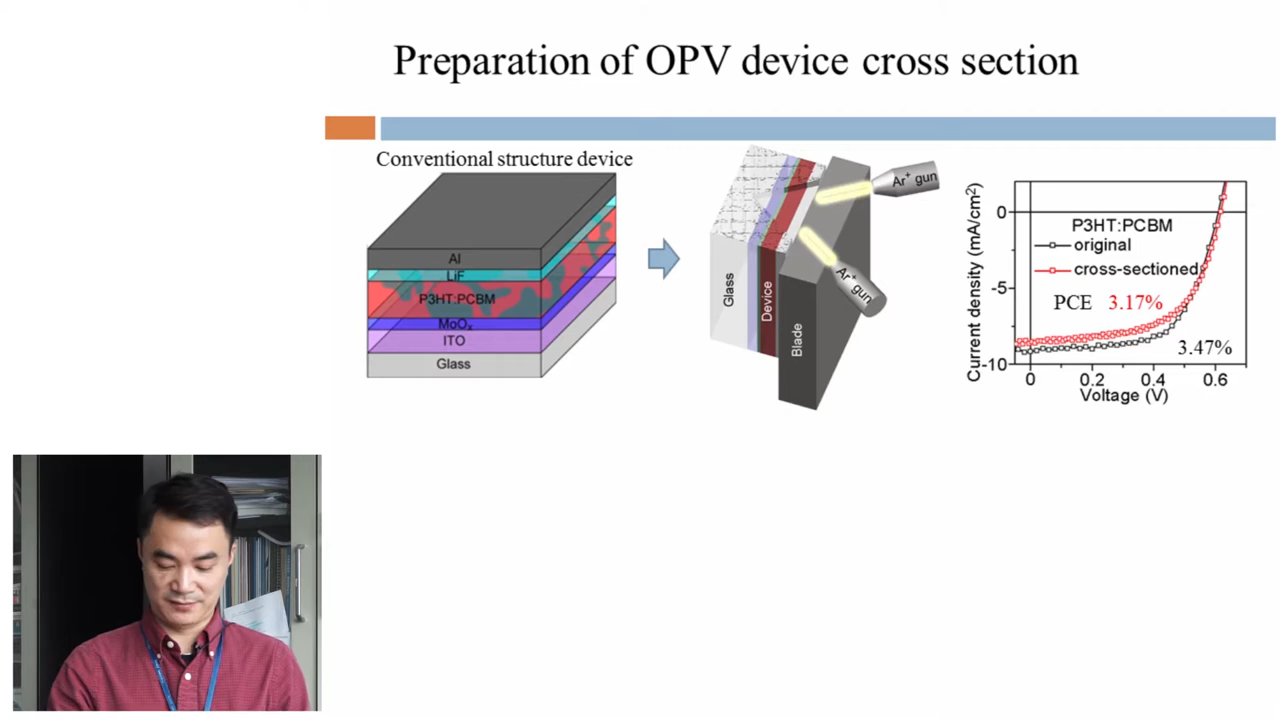 Preparation of OPV device cross section
Conventional structure device
Al
LiF
P3HT:PCBM
MoOₓ
ITO
Glass
Glass
Device
Blade
Ar⁺ gun
Ar⁺ gun
Current density (mA/cm²)
0
-5
-10
P3HT:PCBM
original
cross-sectioned
PCE 3.17%
3.47%
0 0.2 0.4 0.6
Voltage (V)